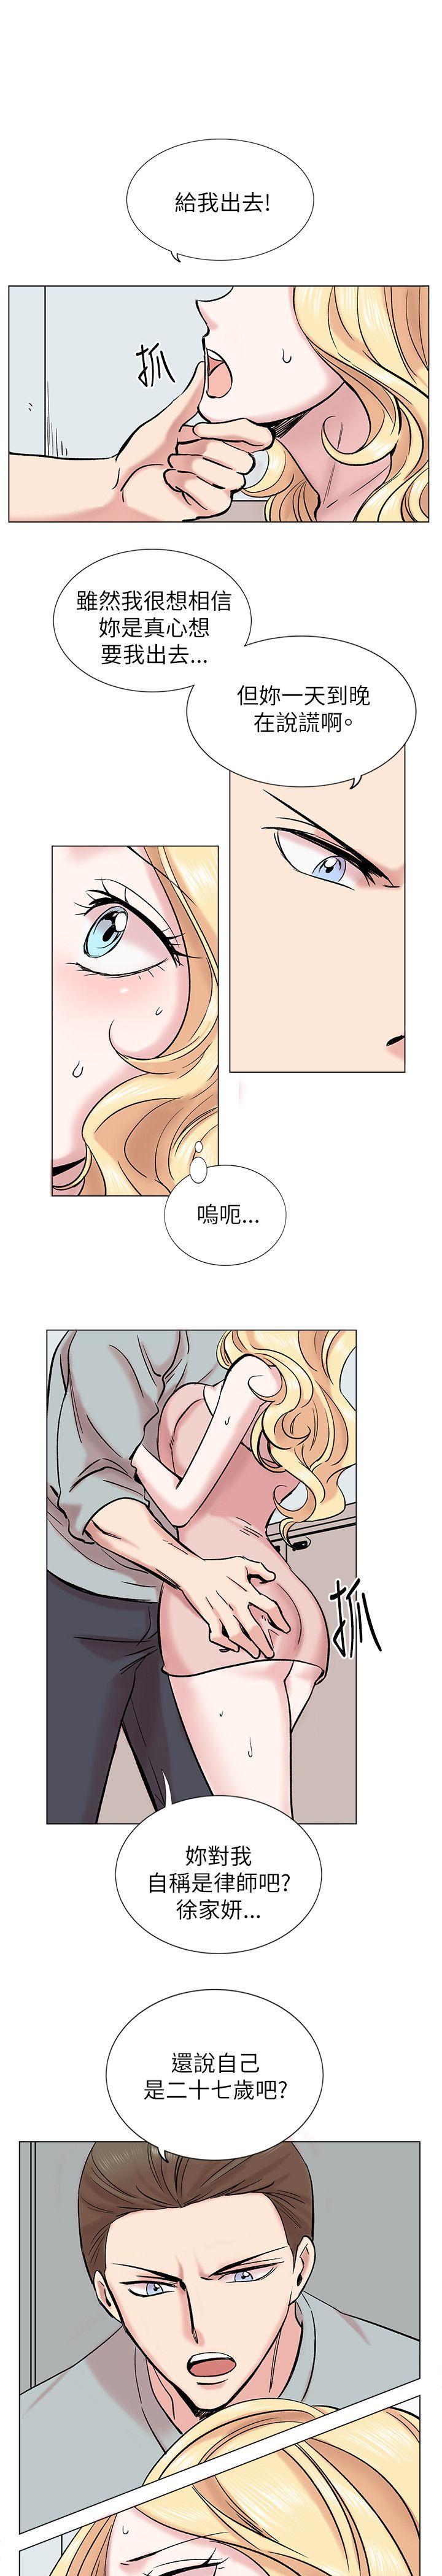 給我出去!
抓
雖然我很想相信
妳是真心想
要我出去...
但妳一天到晚
在說謊啊。
嗚呃...
抓
妳對我
自稱是律師吧?
徐家妍...
還說自己
是二十七歲吧?